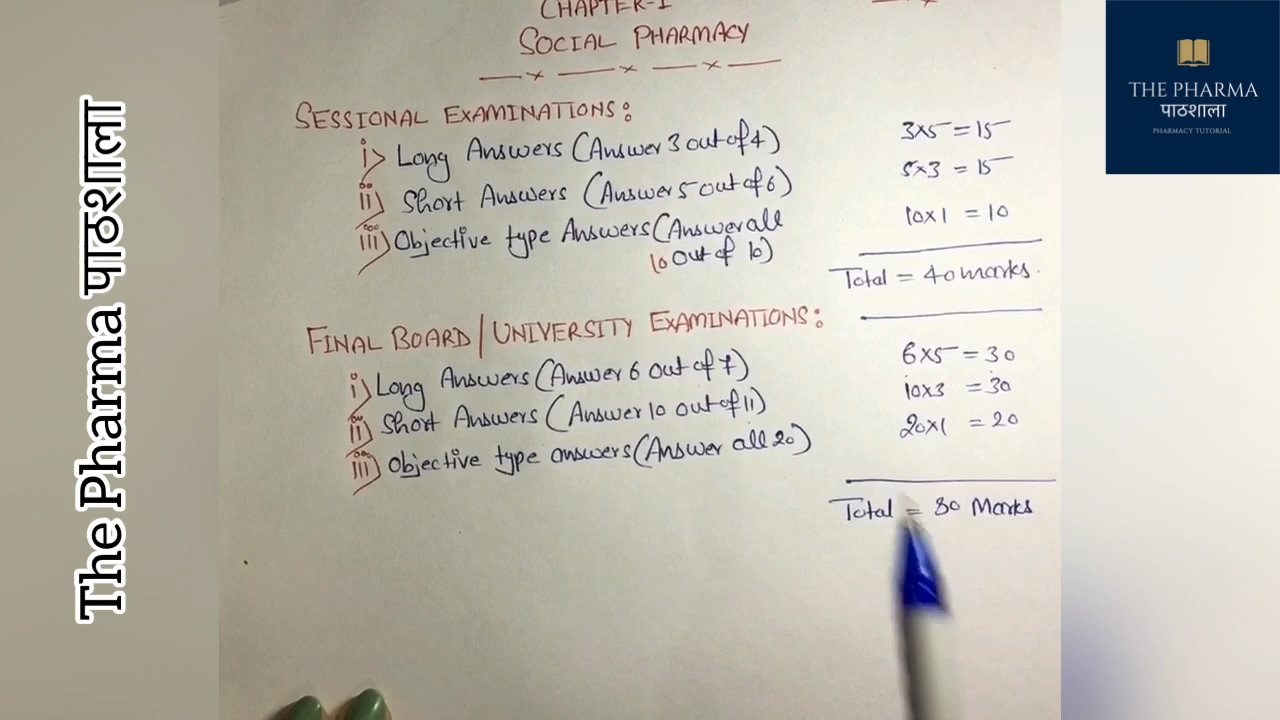 CHAPTER-I
SOCIAL PHARMACY
SESSIONAL EXAMINATIONS:
i) Long Answers (Answer 3 out of 4) 3x5 = 15
ii) Short Answers (Answer 5 out of 6) 5x3 = 15
iii) Objective type Answers (Answer all 10 x 1 = 10
10 out of 10)
Total = 40 marks.
FINAL BOARD/UNIVERSITY EXAMINATIONS:
i) Long Answers (Answer 6 out of 7) 6x5 = 30
ii) Short Answers (Answer 10 out of 11) 10x3 = 30
iii) Objective type answers (Answer all 20) 20x1 = 20
Total = 80 Marks
The Pharma पाठशाला
THE PHARMA
पाठशाला
PHARMACY TUTORIAL